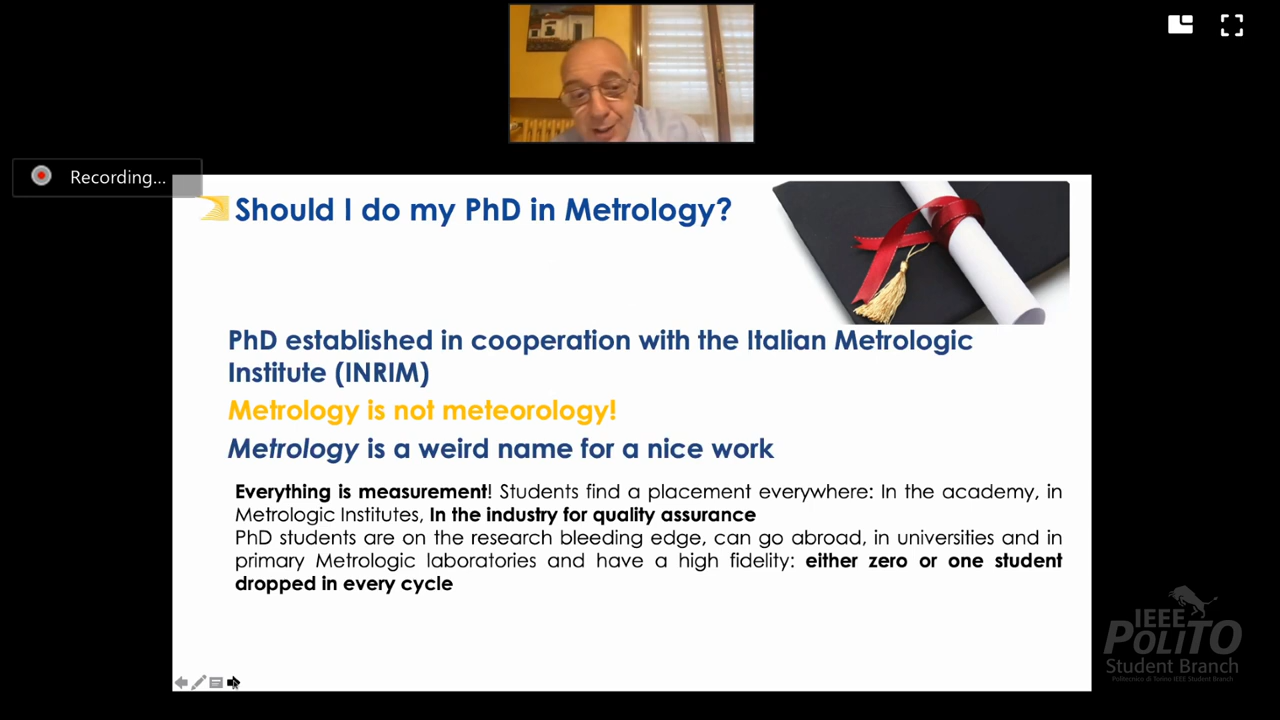 Recording...
Should I do my PhD in Metrology?
PhD established in cooperation with the Italian Metrologic
Institute (INRIM)
Metrology is not meteorology!
Metrology is a weird name for a nice work
Everything is measurement! Students find a placement everywhere: In the academy, in
Metrologic Institutes, In the industry for quality assurance
PhD students are on the research bleeding edge, can go abroad, in universities and in
primary Metrologic laboratories and have a high fidelity: either zero or one student
dropped in every cycle
IEEE
POLITO
Student Branch
Politecnico di Torino IEEE Student Branch